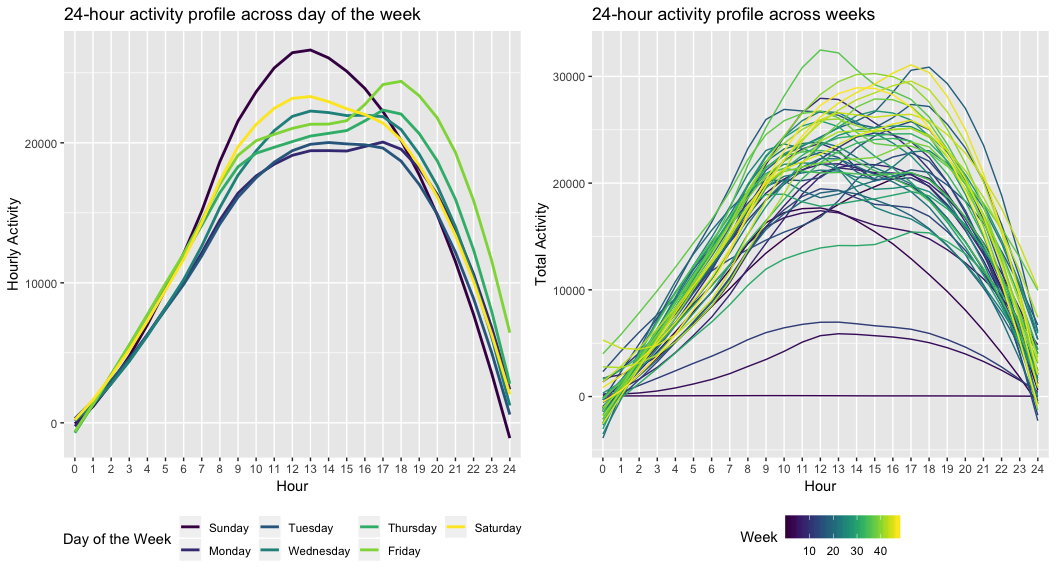 24-hour activity profile across day of the week
Hourly Activity
20000
10000
0
0 1 2 3 4 5 6 7 8 9 10 11 12 13 14 15 16 17 18 19 20 21 22 23 24
Hour
Day of the Week
Sunday Tuesday Thursday Saturday
Monday Wednesday Friday
24-hour activity profile across weeks
Total Activity
30000
20000
10000
0
0 1 2 3 4 5 6 7 8 9 10 11 12 13 14 15 16 17 18 19 20 21 22 23 24
Hour
Week
10 20 30 40